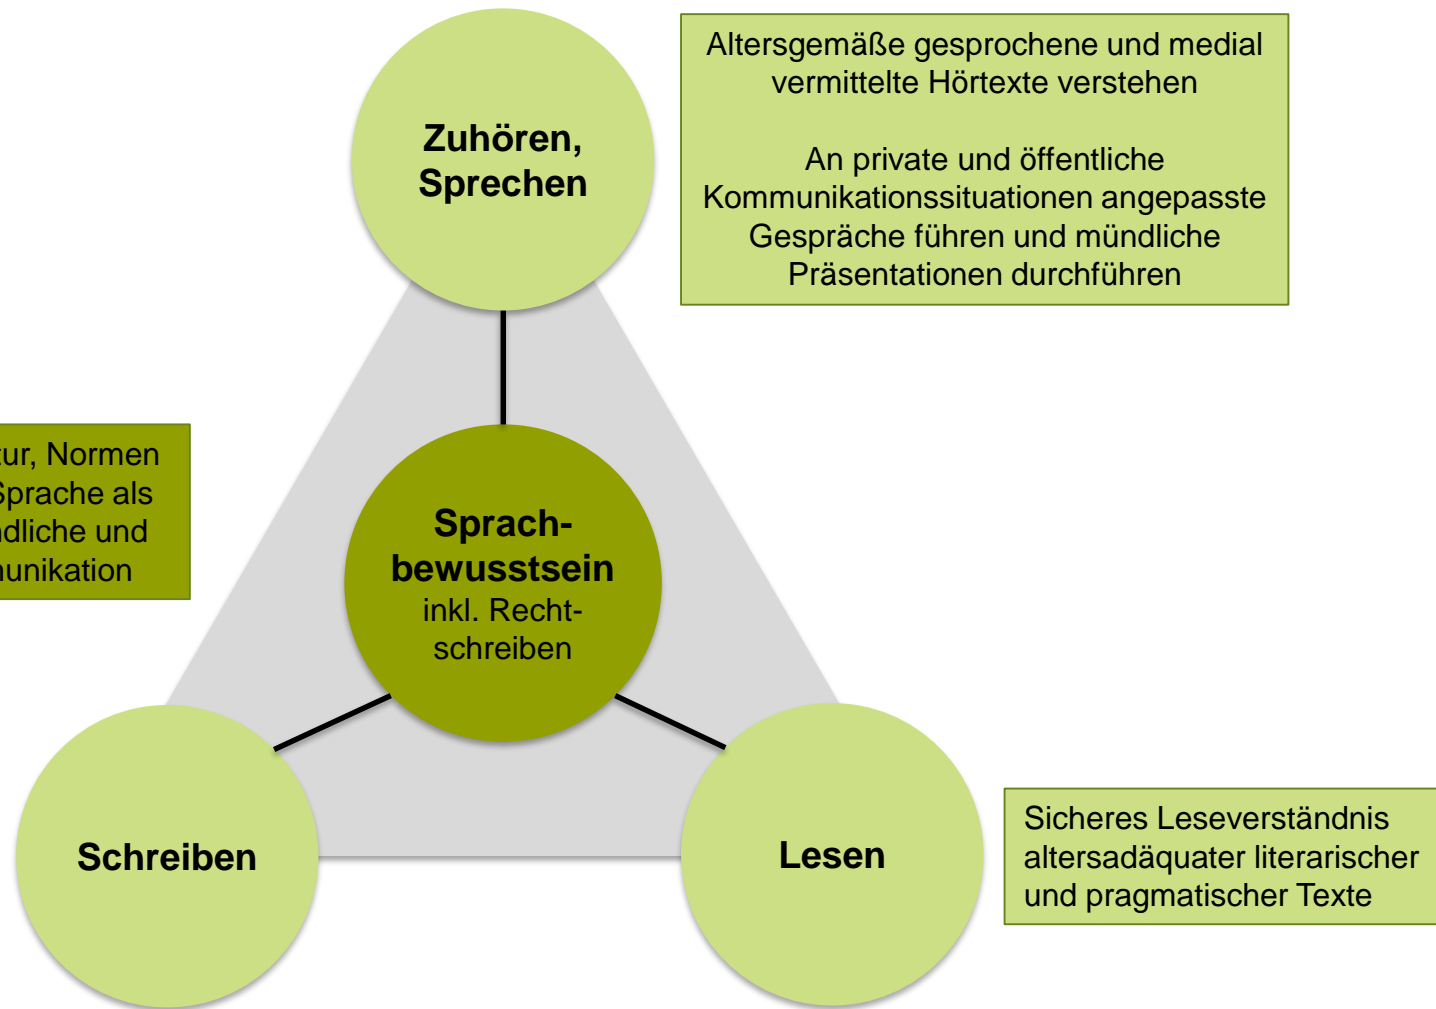 Zuhören,
Sprechen
Altersgemäße gesprochene und medial
vermittelte Hörtexte verstehen
An private und öffentliche
Kommunikationssituationen angepasste
Gespräche führen und mündliche
Präsentationen durchführen
Normen
Sprache als
und
Sprach-
bewusstsein
inkl. Recht-
schreiben
Schreiben
Lesen
Sicheres Leseverständnis
altersadäquater literarischer
und pragmatischer Texte